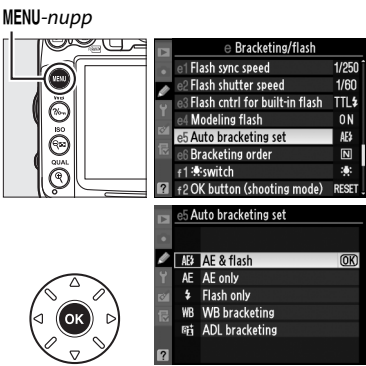 MENU-nupp
MENU
ISO
QUAL
OK
e Bracketing/flash
e1 Flash sync speed 1/250
e2 Flash shutter speed 1/60
e3 Flash cntrl for built-in flash TTL
e4 Modeling flash ON
e5 Auto bracketing set AE
e6 Bracketing order N
f1 switch
f2 OK button (shooting mode) RESET
?
e5 Auto bracketing set
AE AE & flash OK
AE AE only
Flash only
WB WB bracketing
ADL bracketing
?